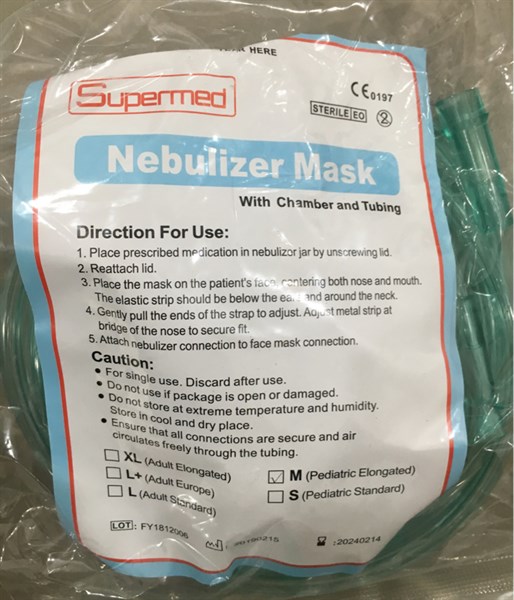 HERE
Supermed
CE0197
STERILE EO 2
Nebulizer Mask
With Chamber and Tubing
Direction For Use:
1. Place prescribed medication in nebulizor jar by unscrewing lid.
2. Reattach lid.
3. Place the mask on the patient's face, centering both nose and mouth.
The elastic strip should be below the and around the neck.
4. Gently pull the ends of the strap to adjust. Adjust metal strip at
bridge of the nose to secure fit.
5. Attach nebulizer connection to face mask connection.
Caution:
• For single use. Discard after use.
• Do not use if package is open or damaged.
• Do not store at extreme temperature and humidity.
Store in cool and dry place.
• Ensure that all connections are secure and air
circulates freely through the tubing.
XL (Adult Elongated)
L+ (Adult Europe)
L (Adult Standard)
M (Pediatric Elongated)
S (Pediatric Standard)
LOT: FY1812006
: 20190215
: 20240214